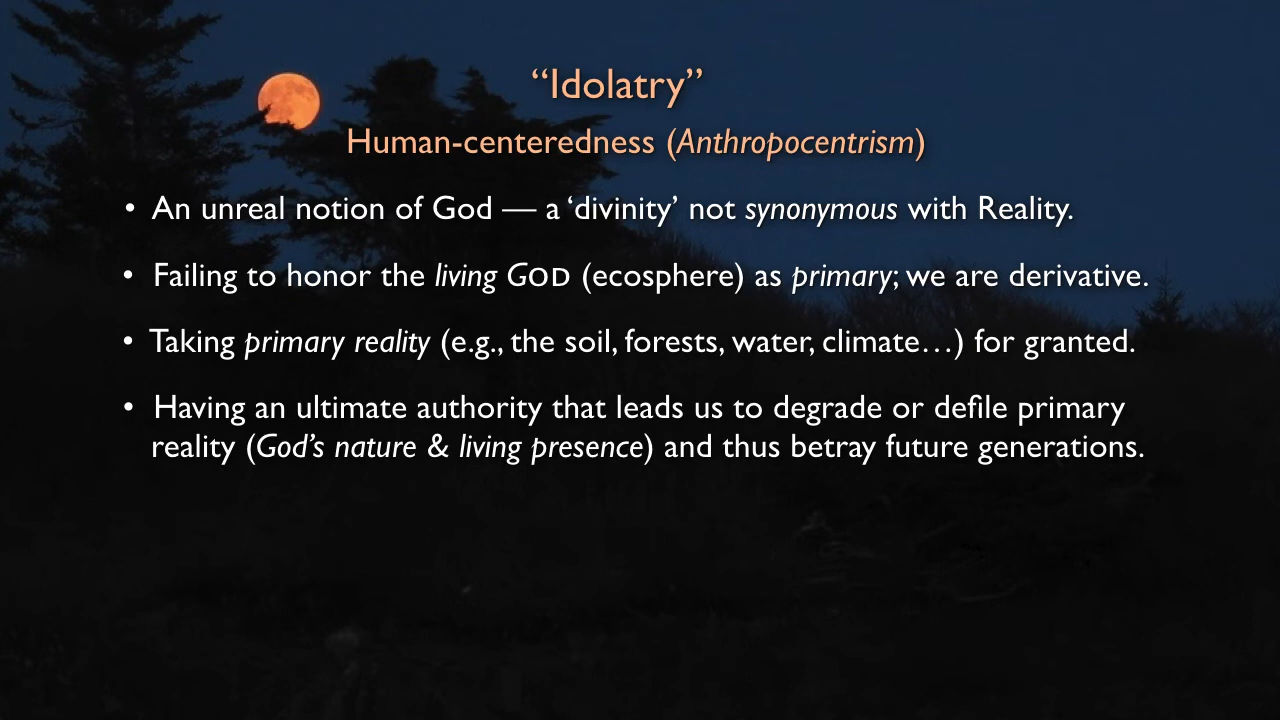 “Idolatry”
Human-centeredness (Anthropocentrism)
• An unreal notion of God — a ‘divinity’ not synonymous with Reality.
• Failing to honor the living GOD (ecosphere) as primary; we are derivative.
• Taking primary reality (e.g., the soil, forests, water, climate…) for granted.
• Having an ultimate authority that leads us to degrade or defile primary
reality (God’s nature & living presence) and thus betray future generations.